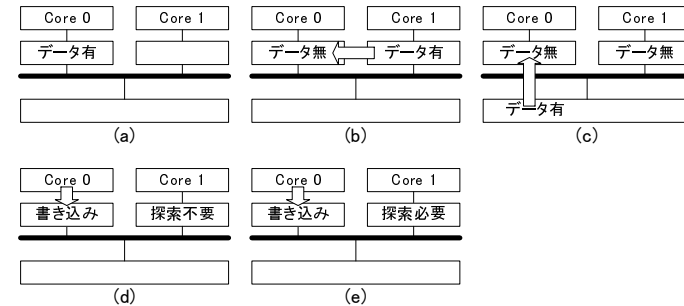 Core 0 Core 1 Core 0 Core 1 Core 0 Core 1
データ有 データ無 データ有 データ無 データ無
データ有
(a) (b) (c)
Core 0 Core 1 Core 0 Core 1
書き込み 探索不要 書き込み 探索必要
(d) (e)